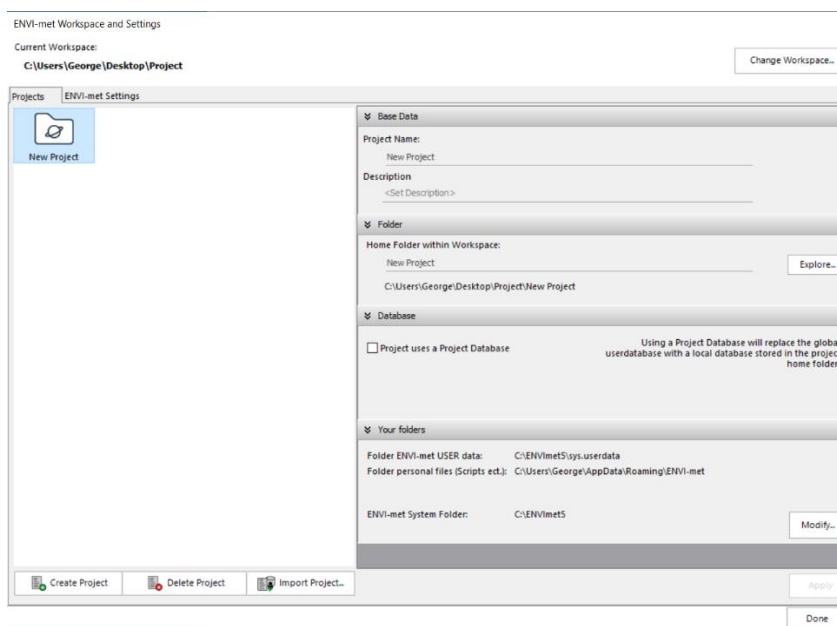 ENVI-met Workspace and Settings
Current Workspace:
C:\Users\George\Desktop\Project
Change Workspace..
Projects
ENVI-met Settings
New Project
Base Data
Project Name:
New Project
Description
<Set Description>
Folder
Home Folder within Workspace:
New Project
Explore..
C:\Users\George\Desktop\Project\New Project
Database
Project uses a Project Database
Using a Project Database will replace the globa
userdatabase with a local database stored in the projec
home folder
Your folders
Folder ENVI-met USER data: C:\ENVImet5\sys.userdata
Folder personal files (Scripts ect.): C:\Users\George\AppData\Roaming\ENVI-met
ENVI-met System Folder: C:\ENVImet5
Modify..
Create Project
Delete Project
Import Project..
Apply
Done